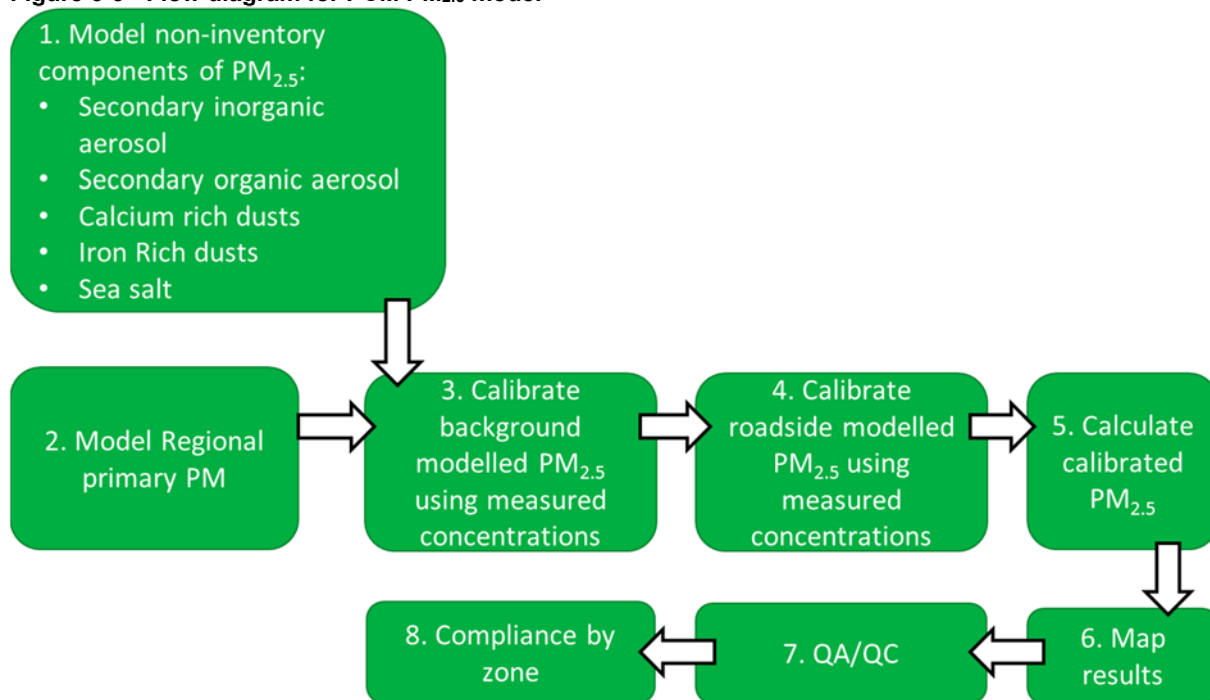 1. Model non-inventory
components of PM2.5:
• Secondary inorganic
aerosol
• Secondary organic aerosol
• Calcium rich dusts
• Iron Rich dusts
• Sea salt
2. Model Regional
primary PM
3. Calibrate
background
modelled PM2.5
using measured
concentrations
4. Calibrate
roadside modelled
PM2.5 using
measured
concentrations
5. Calculate
calibrated
PM2.5
6. Map
results
7. QA/QC
8. Compliance by
zone